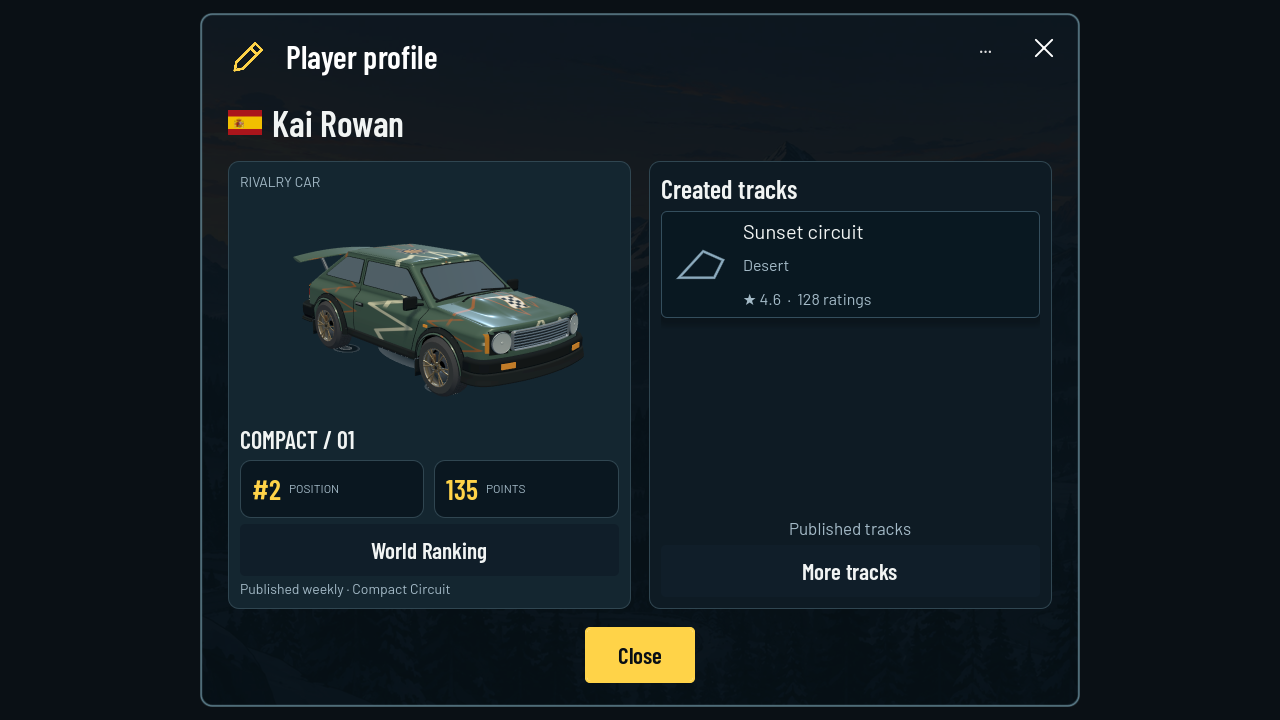 Player profile
...
Kai Rowan
RIVALRY CAR
COMPACT / 01
#2 POSITION
135 POINTS
World Ranking
Published weekly · Compact Circuit
Created tracks
Sunset circuit
Desert
★ 4.6 · 128 ratings
Published tracks
More tracks
Close